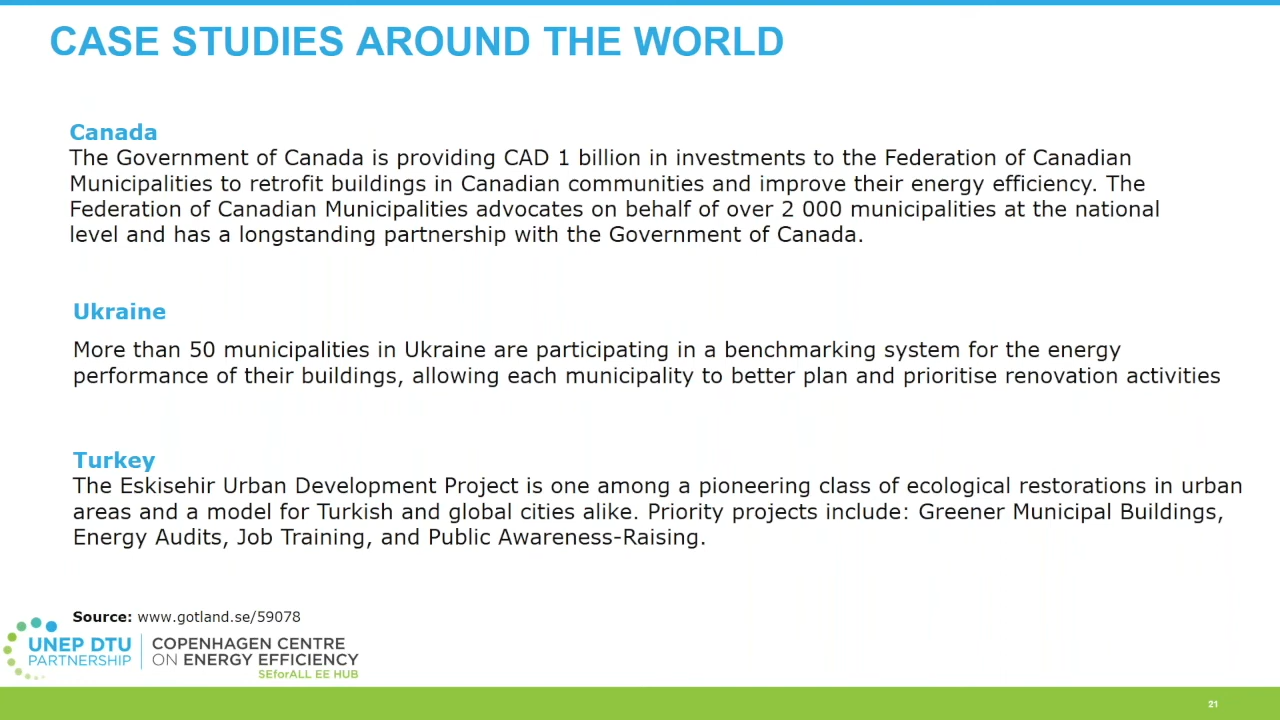 CASE STUDIES AROUND THE WORLD
Canada
The Government of Canada is providing CAD 1 billion in investments to the Federation of Canadian
Municipalities to retrofit buildings in Canadian communities and improve their energy efficiency. The
Federation of Canadian Municipalities advocates on behalf of over 2 000 municipalities at the national
level and has a longstanding partnership with the Government of Canada.
Ukraine
More than 50 municipalities in Ukraine are participating in a benchmarking system for the energy
performance of their buildings, allowing each municipality to better plan and prioritise renovation activities
Turkey
The Eskisehir Urban Development Project is one among a pioneering class of ecological restorations in urban
areas and a model for Turkish and global cities alike. Priority projects include: Greener Municipal Buildings,
Energy Audits, Job Training, and Public Awareness-Raising.
Source: www.gotland.se/59078
UNEP DTU
PARTNERSHIP
COPENHAGEN CENTRE
ON ENERGY EFFICIENCY
SEforALL EE HUB
21